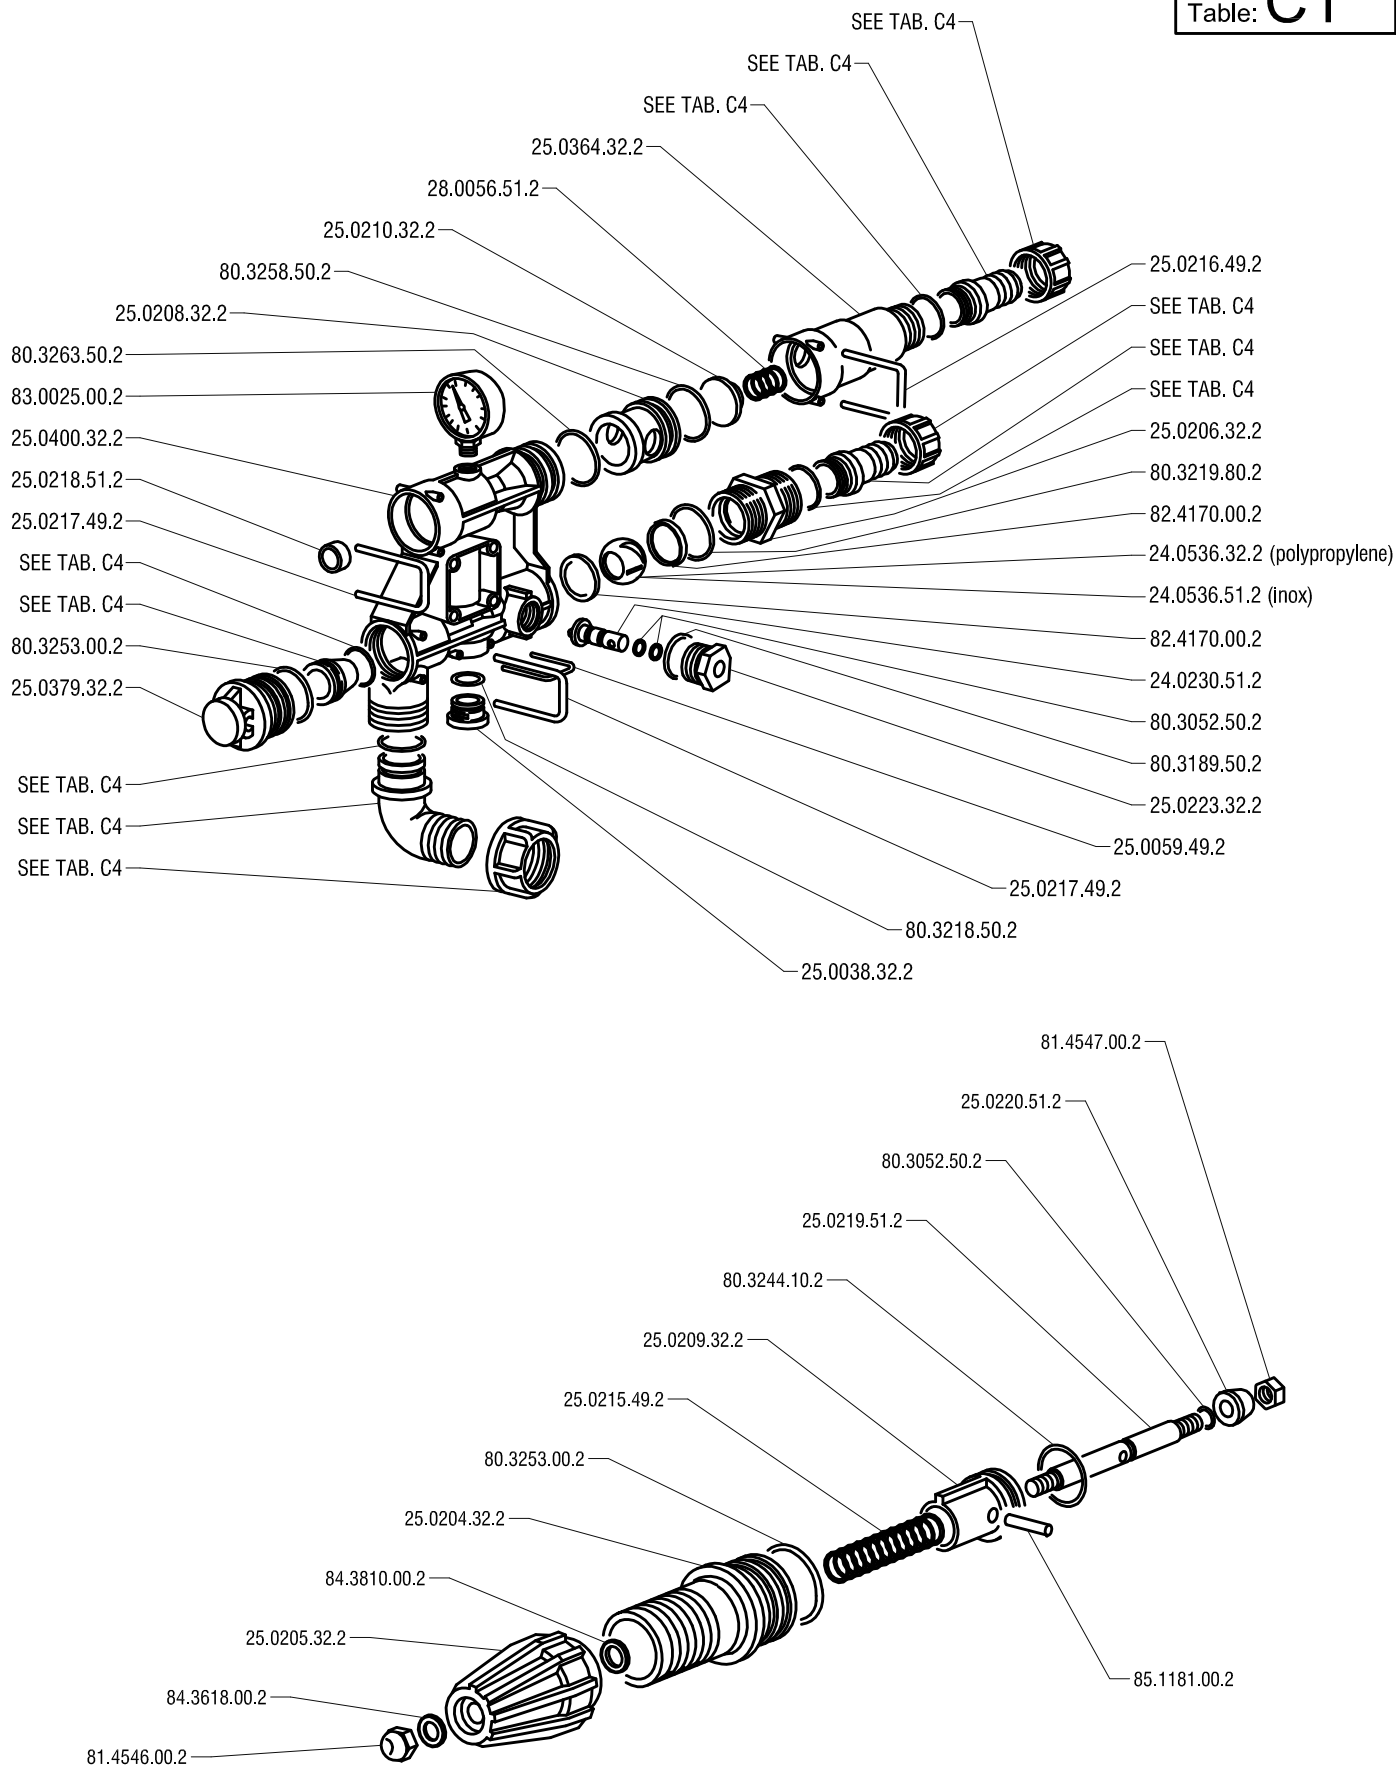 Table: C1
SEE TAB. C4
SEE TAB. C4
SEE TAB. C4
25.0364.32.2
28.0056.51.2
25.0210.32.2
80.3258.50.2
25.0208.32.2
80.3263.50.2
83.0025.00.2
25.0400.32.2
25.0218.51.2
25.0217.49.2
SEE TAB. C4
SEE TAB. C4
80.3253.00.2
25.0379.32.2
SEE TAB. C4
SEE TAB. C4
SEE TAB. C4
25.0216.49.2
SEE TAB. C4
SEE TAB. C4
SEE TAB. C4
25.0206.32.2
80.3219.80.2
82.4170.00.2
24.0536.32.2 (polypropylene)
24.0536.51.2 (inox)
82.4170.00.2
24.0230.51.2
80.3052.50.2
80.3189.50.2
25.0223.32.2
25.0059.49.2
25.0217.49.2
80.3218.50.2
25.0038.32.2
81.4547.00.2
25.0220.51.2
80.3052.50.2
25.0219.51.2
80.3244.10.2
25.0209.32.2
25.0215.49.2
80.3253.00.2
25.0204.32.2
84.3810.00.2
25.0205.32.2
84.3618.00.2
81.4546.00.2
85.1181.00.2